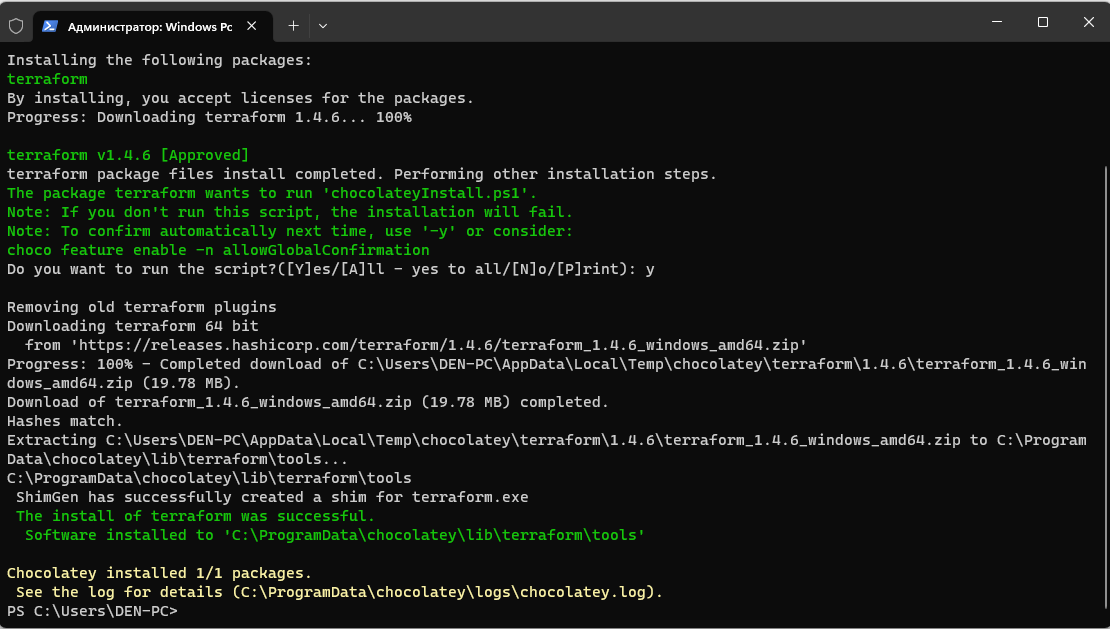 Администратор: Windows Pc
Installing the following packages:
terraform
By installing, you accept licenses for the packages.
Progress: Downloading terraform 1.4.6... 100%
terraform v1.4.6 [Approved]
terraform package files install completed. Performing other installation steps.
The package terraform wants to run 'chocolateyInstall.ps1'.
Note: If you don't run this script, the installation will fail.
Note: To confirm automatically next time, use '-y' or consider:
choco feature enable -n allowGlobalConfirmation
Do you want to run the script?([Y]es/[A]ll - yes to all/[N]o/[P]rint): y
Removing old terraform plugins
Downloading terraform 64 bit
  from 'https://releases.hashicorp.com/terraform/1.4.6/terraform_1.4.6_windows_amd64.zip'
Progress: 100% - Completed download of C:\Users\DEN-PC\AppData\Local\Temp\chocolatey\terraform\1.4.6\terraform_1.4.6_win
dows_amd64.zip (19.78 MB).
Download of terraform_1.4.6_windows_amd64.zip (19.78 MB) completed.
Hashes match.
Extracting C:\Users\DEN-PC\AppData\Local\Temp\chocolatey\terraform\1.4.6\terraform_1.4.6_windows_amd64.zip to C:\Program
Data\chocolatey\lib\terraform\tools...
C:\ProgramData\chocolatey\lib\terraform\tools
 ShimGen has successfully created a shim for terraform.exe
 The install of terraform was successful.
  Software installed to 'C:\ProgramData\chocolatey\lib\terraform\tools'
Chocolatey installed 1/1 packages.
 See the log for details (C:\ProgramData\chocolatey\logs\chocolatey.log).
PS C:\Users\DEN-PC>